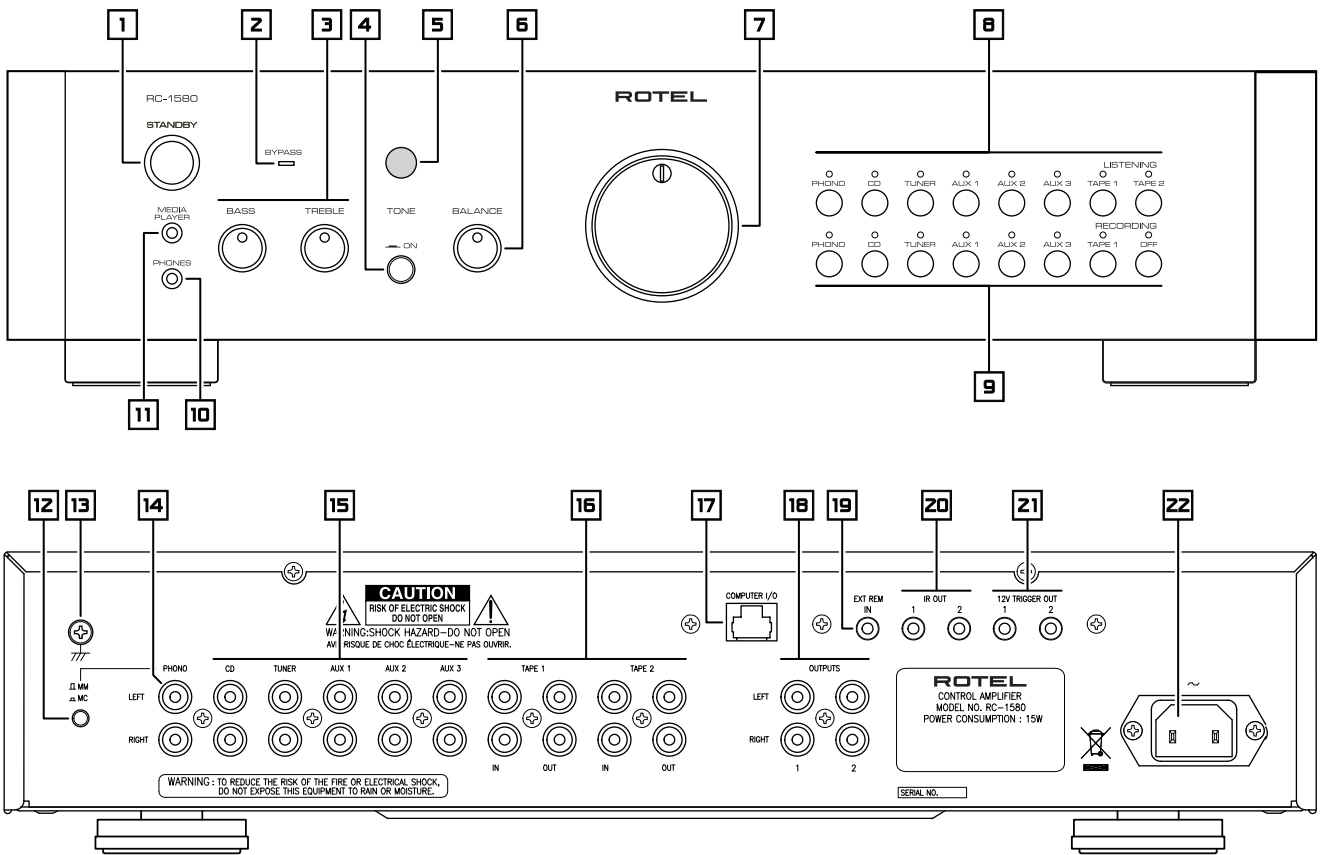 1 2 3 4 5 6 7 8
RC-1580
ROTEL
STANDBY
BYPASS
LISTENING
PHONO CD TUNER AUX 1 AUX 2 AUX 3 TAPE 1 TAPE 2
MEDIA
PLAYER
BASS TREBLE TONE BALANCE
RECORDING
PHONO CD TUNER AUX 1 AUX 2 AUX 3 TAPE 1 OFF
ON
PHONES
9
11 10
12 13 14 15 16 17 18 19 20 21 22
CAUTION
RISK OF ELECTRIC SHOCK
DO NOT OPEN
WARNING:SHOCK HAZARD-DO NOT OPEN
RISQUE DE CHOC ÉLECTRIQUE-NE PAS OUVRIR.
COMPUTER I/O
EXT REM
IN
IR OUT
1 2
12V TRIGGER OUT
1 2
PHONO CD TUNER AUX 1 AUX 2 AUX 3 TAPE 1 TAPE 2 OUTPUTS
MM
MC
LEFT
RIGHT
LEFT
RIGHT
IN OUT IN OUT
1 2
ROTEL
CONTROL AMPLIFIER
MODEL NO. RC-1580
POWER CONSUMPTION : 15W
~
WARNING : TO REDUCE THE RISK OF THE FIRE OR ELECTRICAL SHOCK,
DO NOT EXPOSE THIS EQUIPMENT TO RAIN OR MOISTURE.
SERIAL NO.